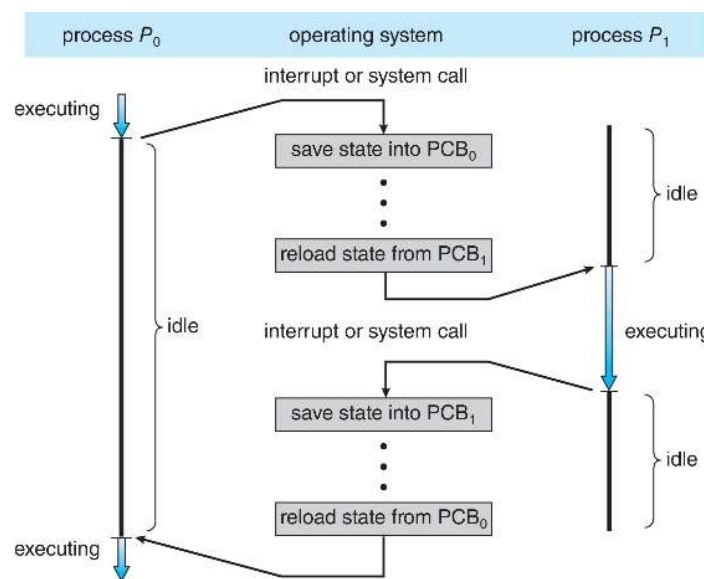 process P₀ operating system process P₁
interrupt or system call
executing
save state into PCB₀
idle
reload state from PCB₁
idle
interrupt or system call
executing
save state into PCB₁
idle
reload state from PCB₀
executing